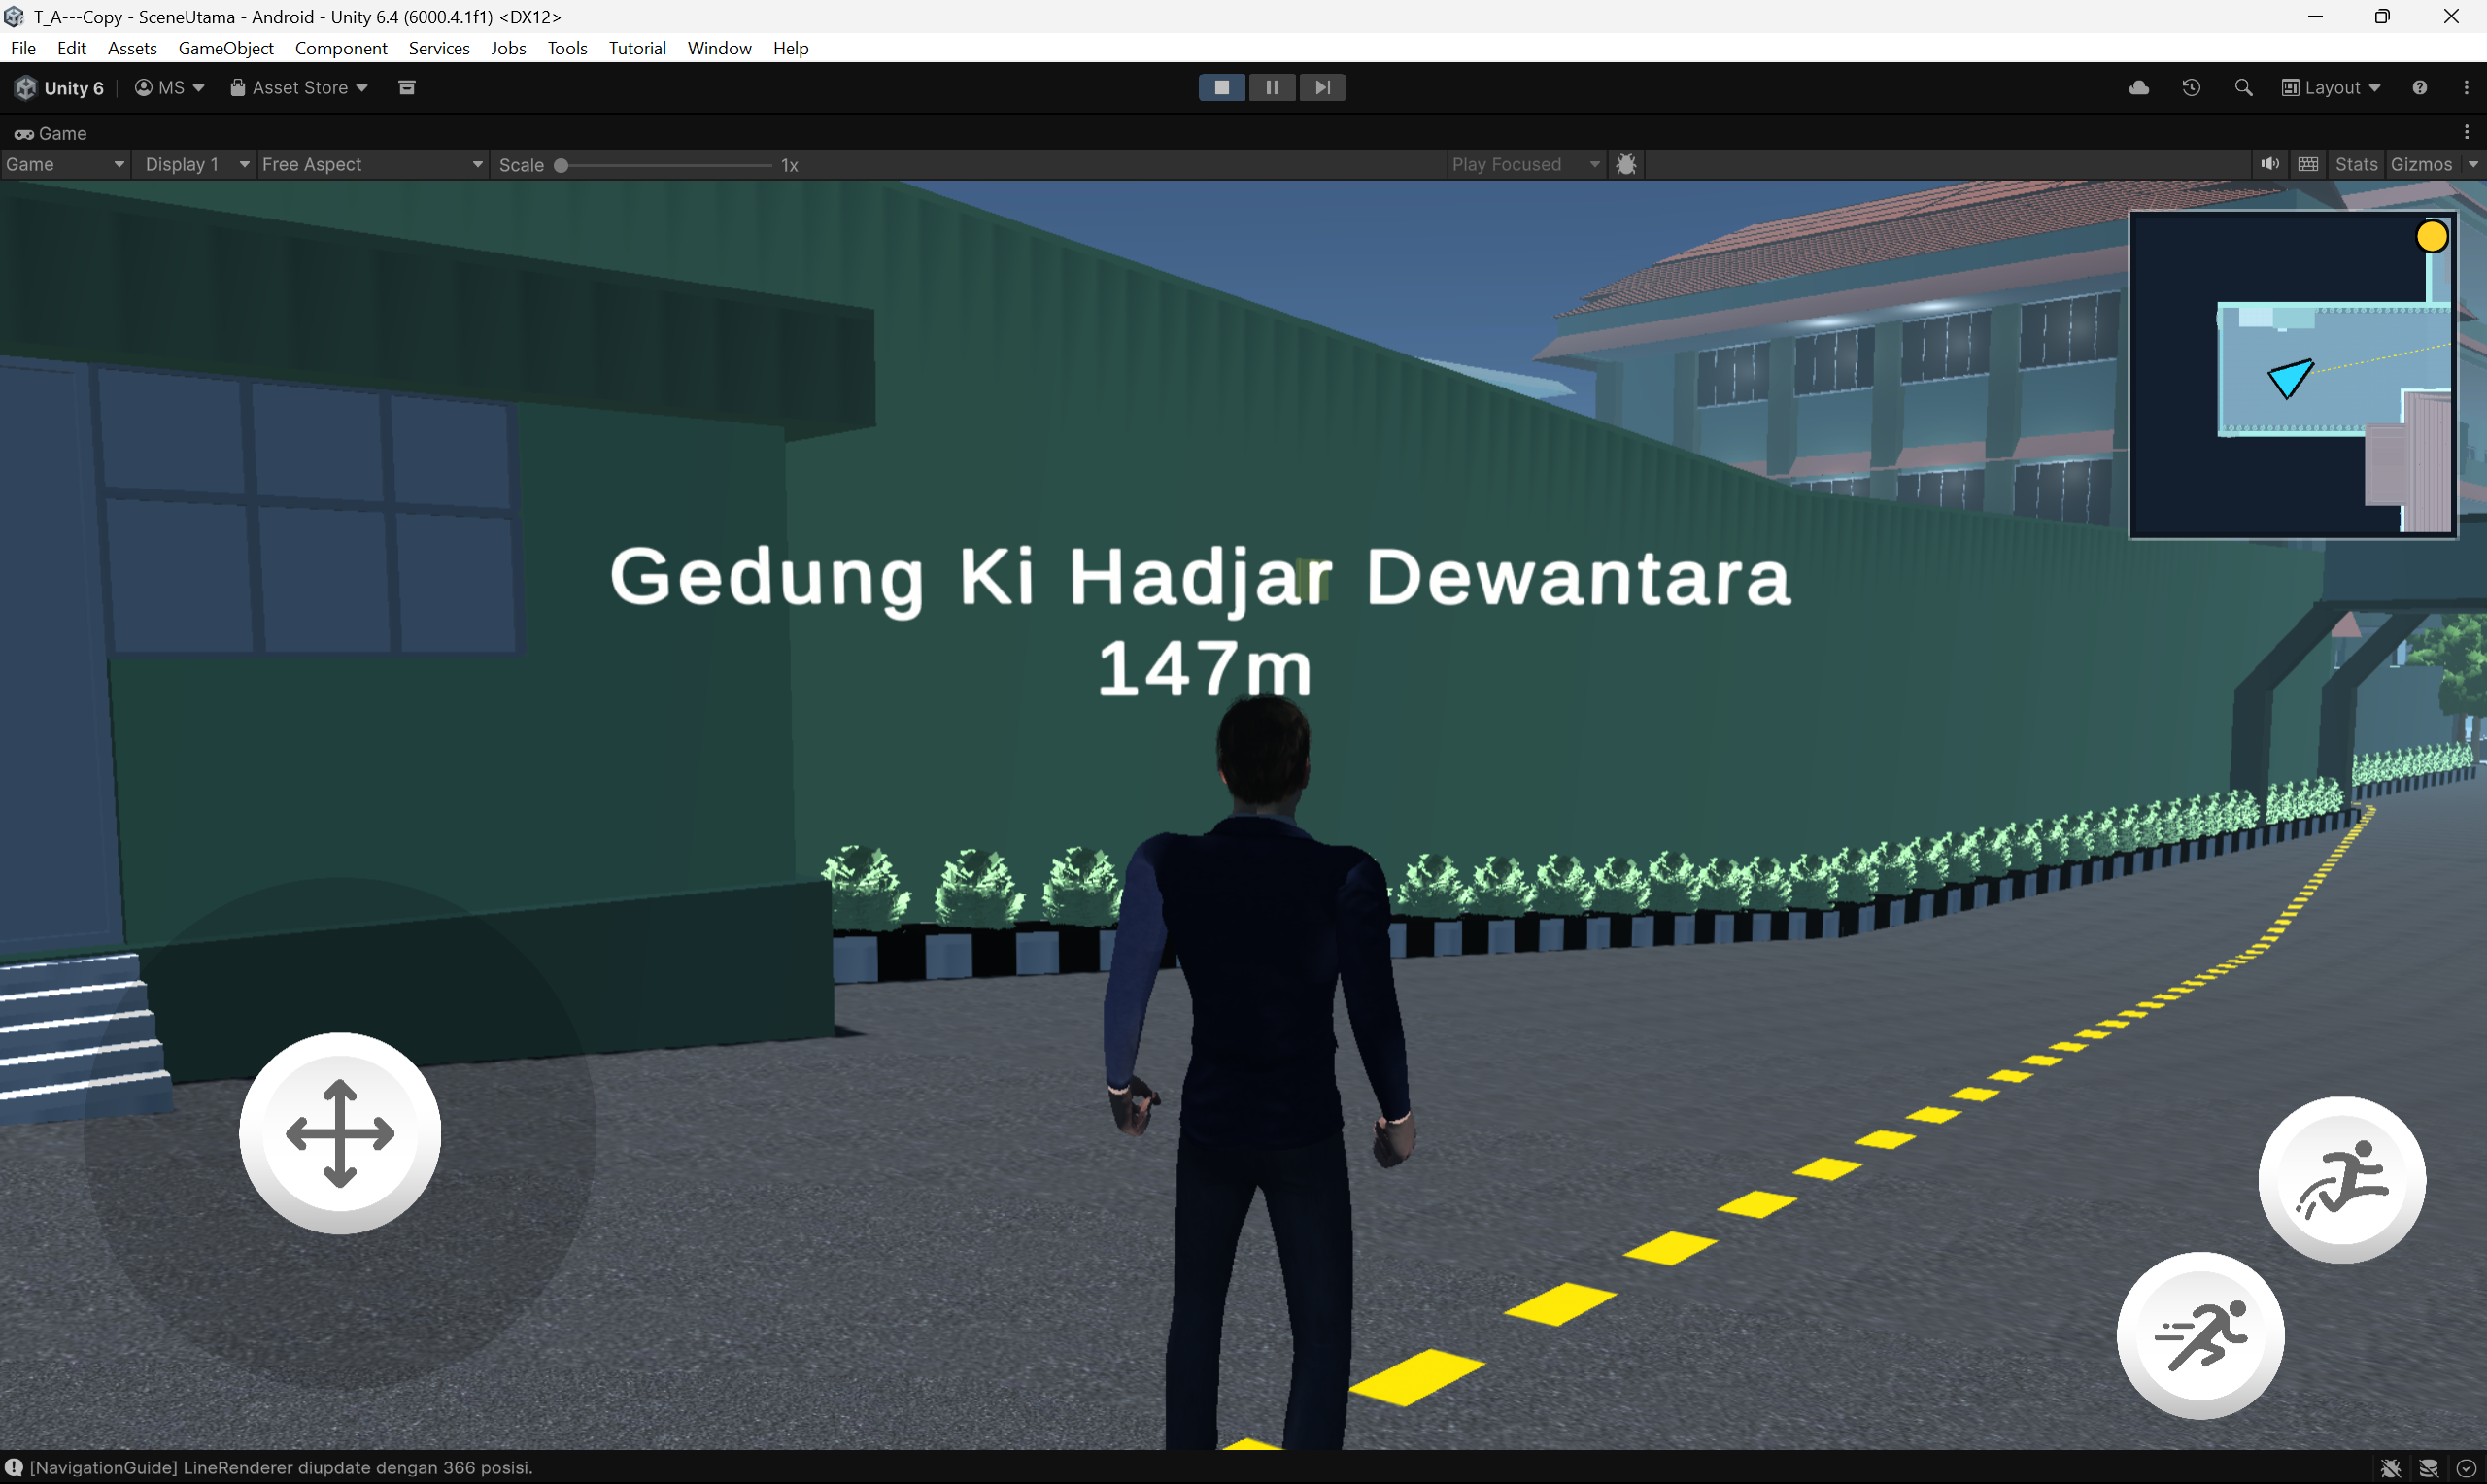 T_A---Copy - SceneUtama - Android - Unity 6.4 (6000.4.1f1) <DX12>
File Edit Assets GameObject Component Services Jobs Tools Tutorial Window Help
Unity 6 MS Asset Store Layout
Game
Game Display 1 Free Aspect Scale 1x Play Focused Stats Gizmos
Gedung Ki Hadjar Dewantara
147m
[NavigationGuide] LineRenderer diupdate dengan 366 posisi.